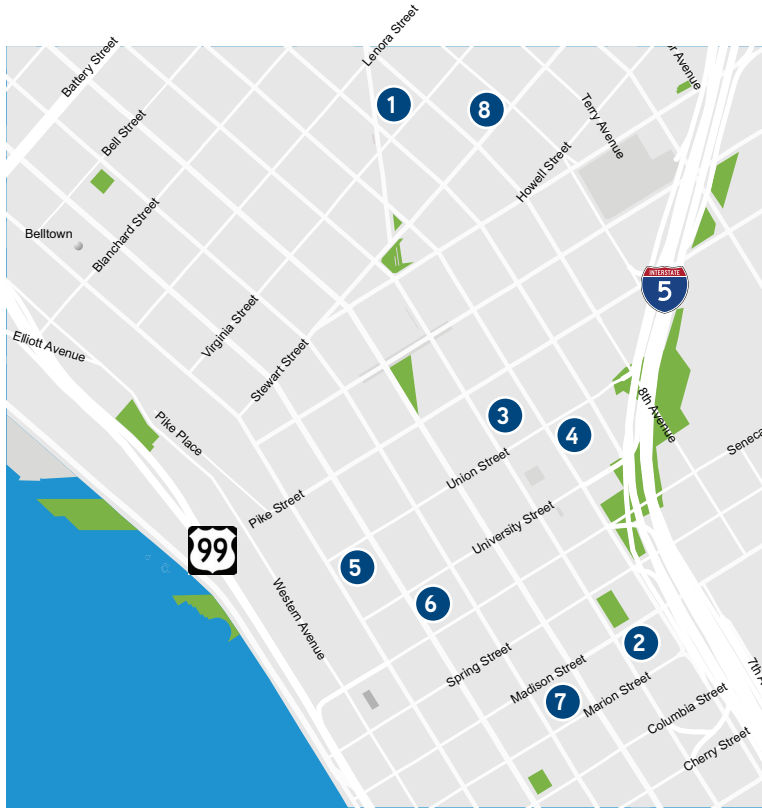 Lenora Street
Battery Street
or Avenue
1
8
Terry Avenue
Bell Street
Howell Street
Blanchard Street
Belltown
INTERSTATE
5
Virginia Street
Elliott Avenue
Stewart Street
8th Avenue
3
Pike Place
4
Seneca
Union Street
Pike Street
University Street
99
5
Western Avenue
6
2
Spring Street
Madison Street
7th A
Marion Street
7
Columbia Street
Cherry Street